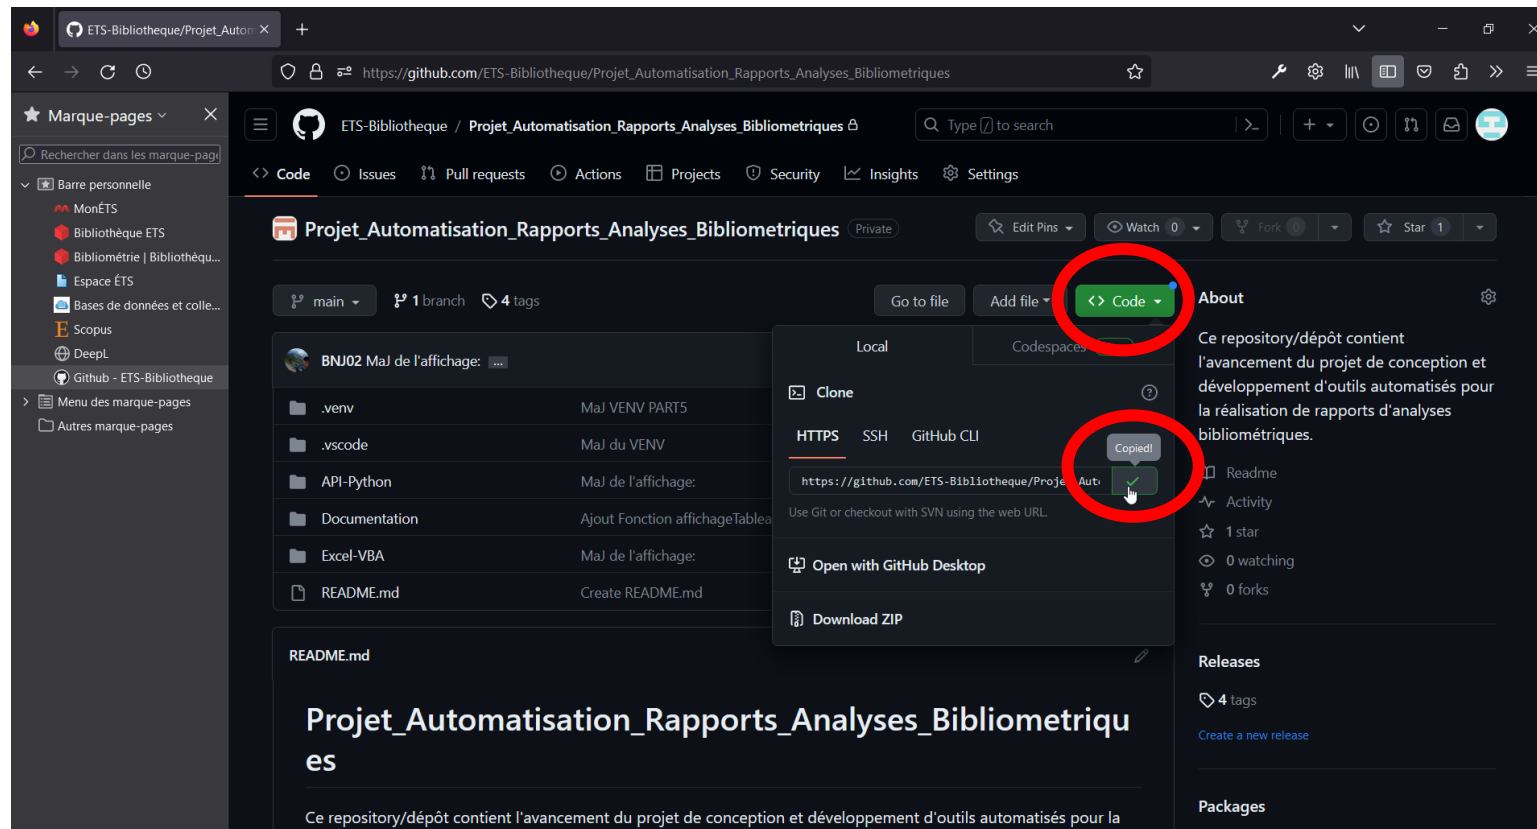 ETS-Bibliotheque/Projet_Autom
https://github.com/ETS-Bibliotheque/Projet_Automatisation_Rapports_Analyses_Bibliometriques
Marque-pages
Rechercher dans les marque-page
Barre personnelle
MonÉTS
Bibliothèque ETS
Bibliométrie | Bibliothèqu...
Espace ÉTS
Bases de données et colle...
Scopus
DeepL
Github - ETS-Bibliotheque
Menu des marque-pages
Autres marque-pages
ETS-Bibliotheque / Projet_Automatisation_Rapports_Analyses_Bibliometriques
Type / to search
Code Issues Pull requests Actions Projects Security Insights Settings
Projet_Automatisation_Rapports_Analyses_Bibliometriques Private
Edit Pins Watch 0 Fork 0 Star 1
main 1 branch 4 tags
Go to file Add file <> Code
BNJ02 MaJ de l'affichage: ...
.venv MaJ VENV PART5
.vscode MaJ du VENV
API-Python MaJ de l'affichage:
Documentation Ajout Fonction affichageTablea
Excel-VBA MaJ de l'affichage:
README.md Create README.md
Local Codespaces
Clone
HTTPS SSH GitHub CLI
Copied!
https://github.com/ETS-Bibliotheque/Projet_Auto
Use Git or checkout with SVN using the web URL.
Open with GitHub Desktop
Download ZIP
README.md
Projet_Automatisation_Rapports_Analyses_Bibliometriqu
es
Ce repository/dépôt contient l'avancement du projet de conception et développement d'outils automatisés pour la
About
Ce repository/dépôt contient
l'avancement du projet de conception et
développement d'outils automatisés pour
la réalisation de rapports d'analyses
bibliométriques.
Readme
Activity
1 star
0 watching
0 forks
Releases
4 tags
Create a new release
Packages